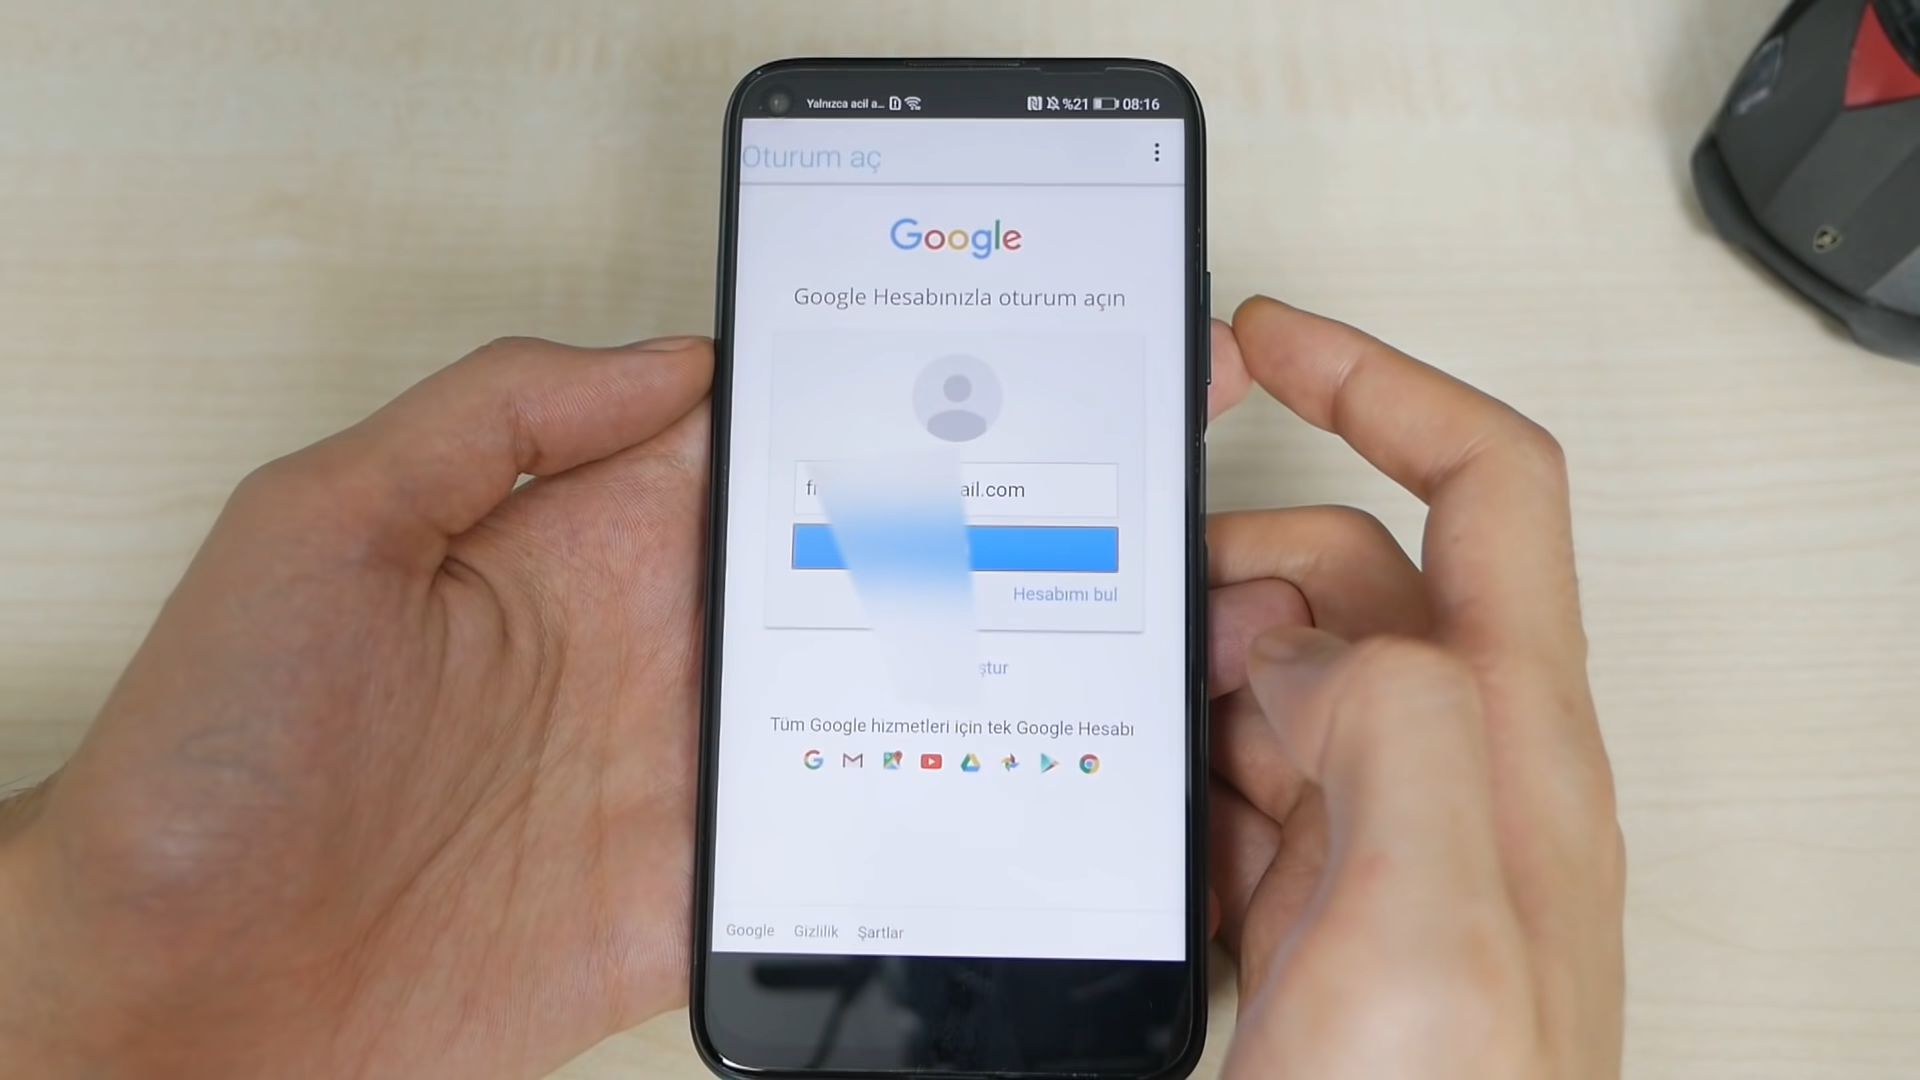 Yalnızca acil a... %21 08:16
Oturum aç
Google
Google Hesabınızla oturum açın
ail.com
Hesabımı bul
ştur
Tüm Google hizmetleri için tek Google Hesabı
Google Gizlilik Şartlar